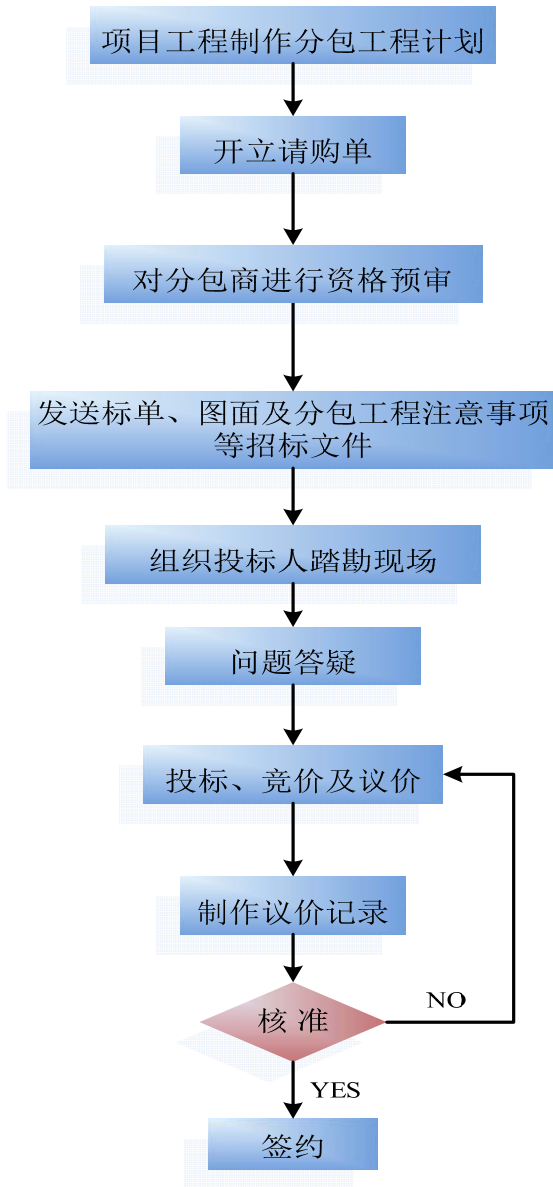 项目工程制作分包工程计划
开立请购单
对分包商进行资格预审
发送标单、图面及分包工程注意事项
等招标文件
组织投标人踏勘现场
问题答疑
投标、竞价及议价
制作议价记录
核准
NO
YES
签约